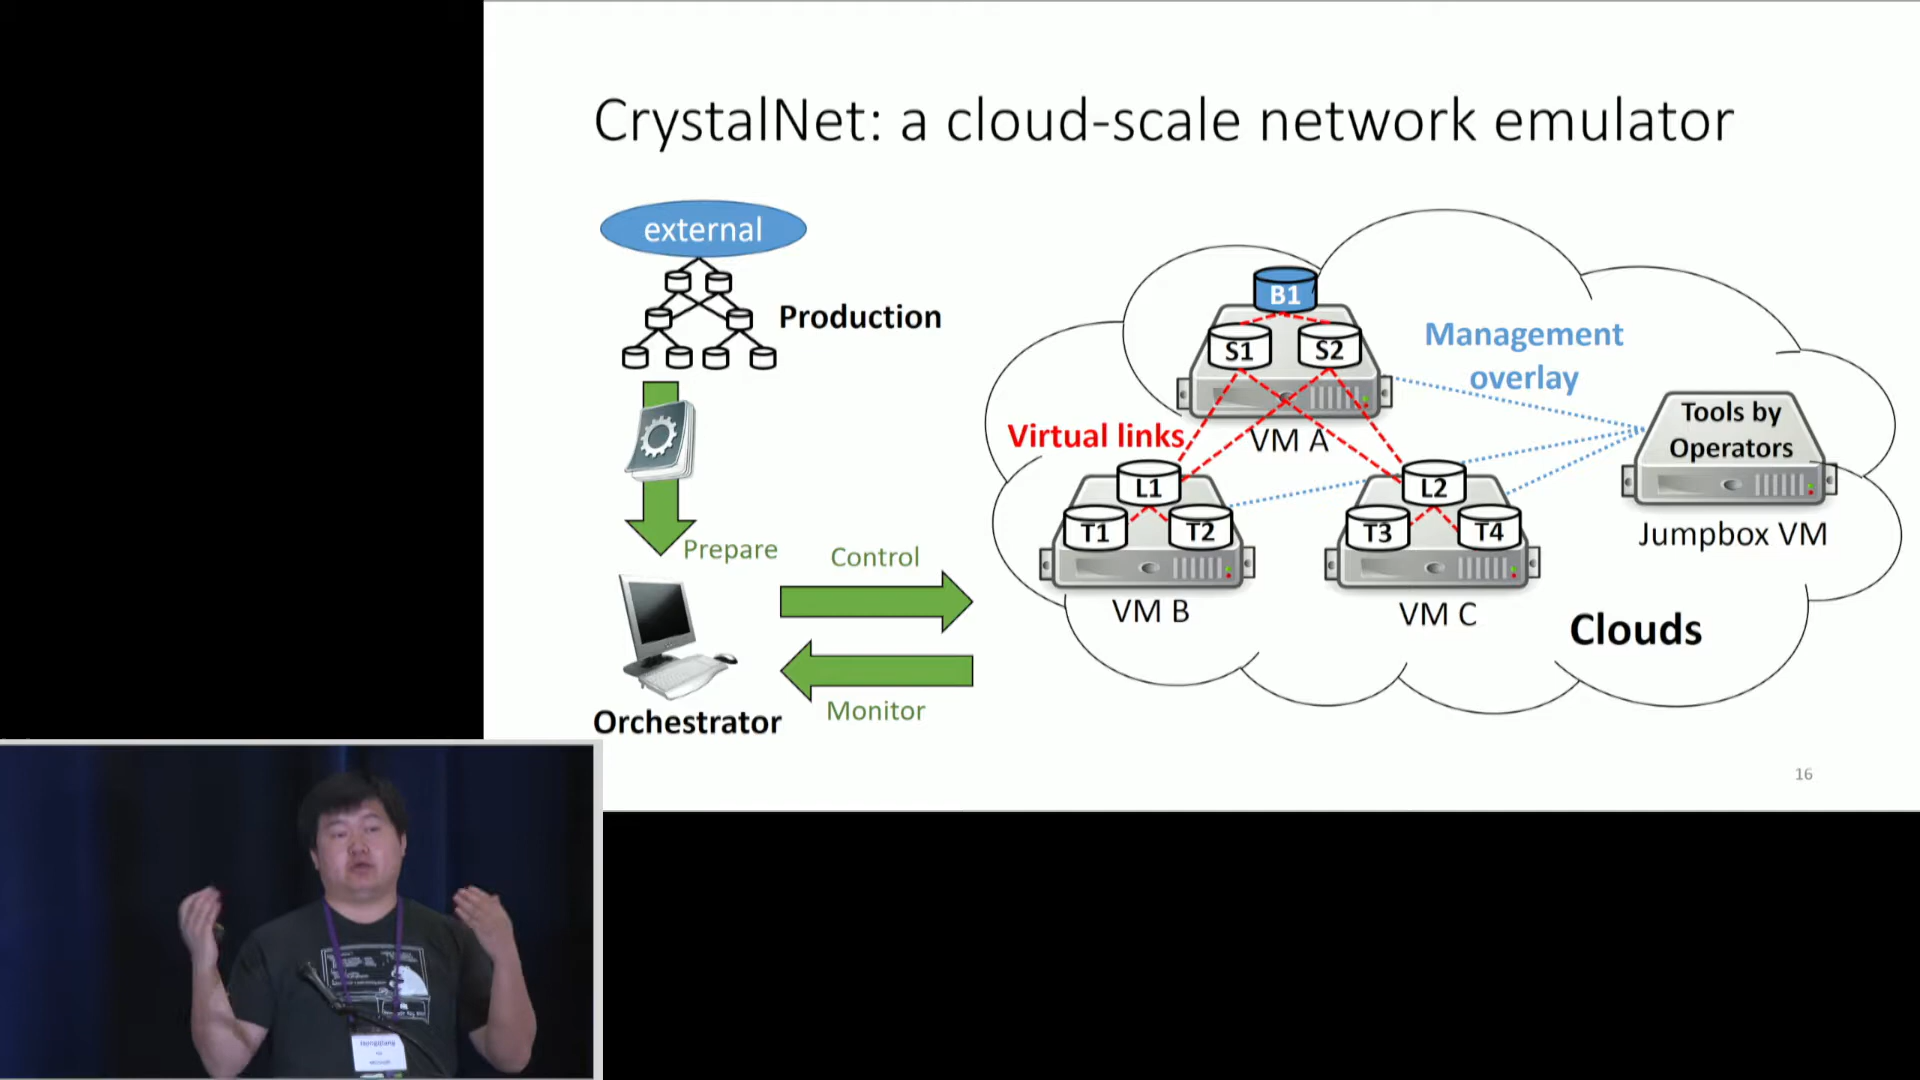 CrystalNet: a cloud-scale network emulator
external
Production
Prepare
Control
Monitor
Orchestrator
B1
S1
S2
VM A
Virtual links
Management
overlay
L1
T1
T2
VM B
L2
T3
T4
VM C
Tools by
Operators
Jumpbox VM
Clouds
16